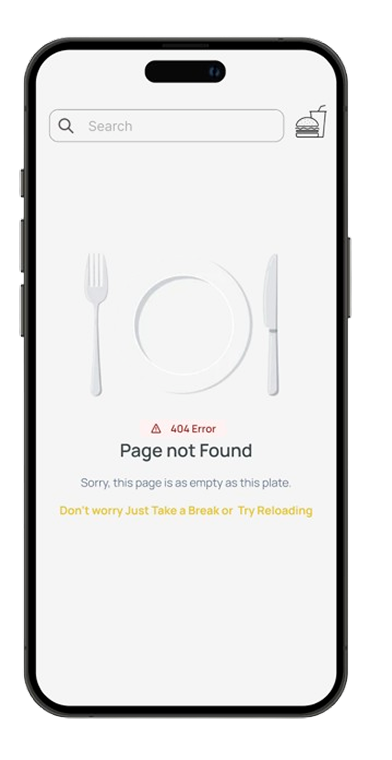 Search
404 Error
Page not Found
Sorry, this page is as empty as this plate.
Don't worry Just Take a Break or Try Reloading